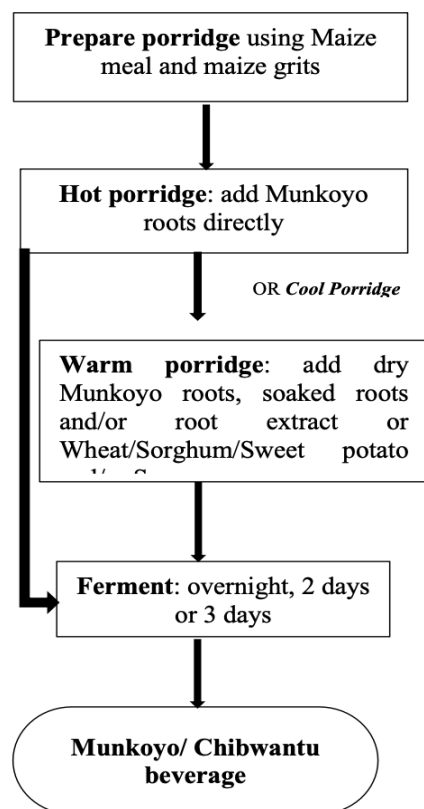 Prepare porridge using Maize
meal and maize grits
Hot porridge: add Munkoyo
roots directly
OR Cool Porridge
Warm porridge: add dry
Munkoyo roots, soaked roots
and/or root extract or
Wheat/Sorghum/Sweet potato
Ferment: overnight, 2 days
or 3 days
Munkoyo/ Chibwantu
beverage